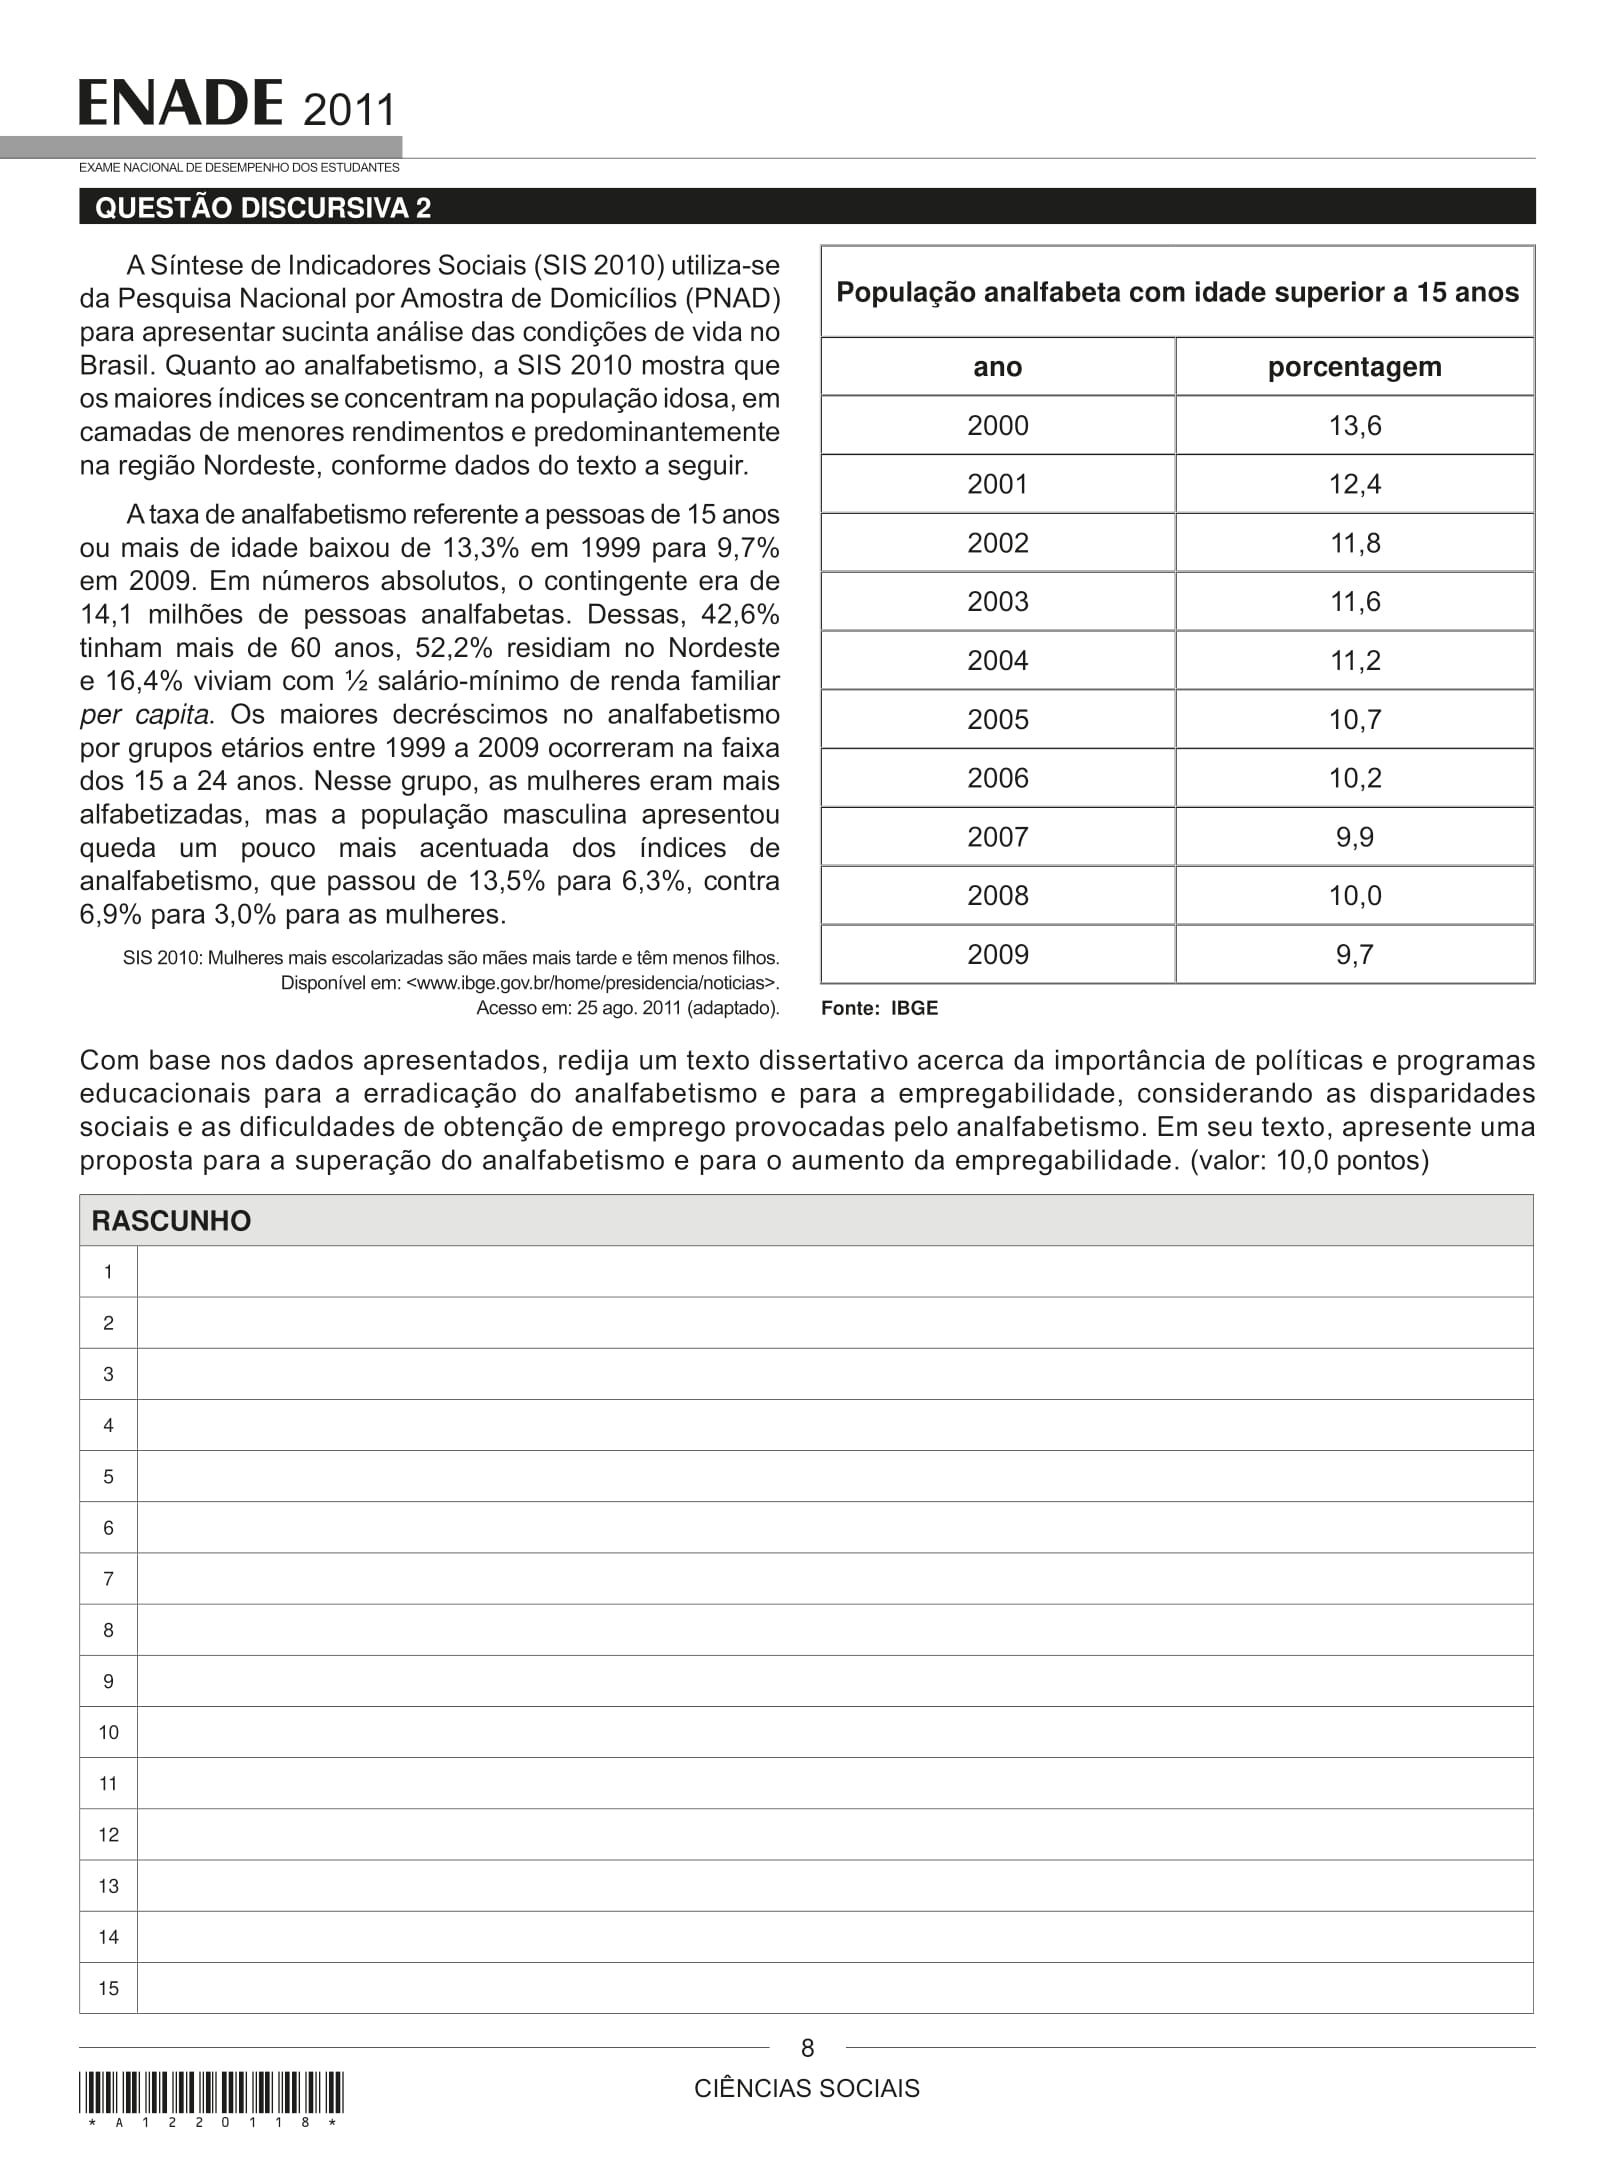 ENADE 2011
EXAME NACIONAL DE DESEMPENHO DOS ESTUDANTES
QUESTÃO DISCURSIVA 2
A Síntese de Indicadores Sociais (SIS 2010) utiliza-se
da Pesquisa Nacional por Amostra de Domicílios (PNAD)
para apresentar sucinta análise das condições de vida no
Brasil. Quanto ao analfabetismo, a SIS 2010 mostra que
os maiores índices se concentram na população idosa, em
camadas de menores rendimentos e predominantemente
na região Nordeste, conforme dados do texto a seguir.
A taxa de analfabetismo referente a pessoas de 15 anos
ou mais de idade baixou de 13,3% em 1999 para 9,7%
em 2009. Em números absolutos, o contingente era de
14,1 milhões de pessoas analfabetas. Dessas, 42,6%
tinham mais de 60 anos, 52,2% residiam no Nordeste
e 16,4% viviam com ½ salário-mínimo de renda familiar
per capita. Os maiores decréscimos no analfabetismo
por grupos etários entre 1999 a 2009 ocorreram na faixa
dos 15 a 24 anos. Nesse grupo, as mulheres eram mais
alfabetizadas, mas a população masculina apresentou
queda um pouco mais acentuada dos índices de
analfabetismo, que passou de 13,5% para 6,3%, contra
6,9% para 3,0% para as mulheres.
SIS 2010: Mulheres mais escolarizadas são mães mais tarde e têm menos filhos.
Disponível em: <www.ibge.gov.br/home/presidencia/noticias>.
Acesso em: 25 ago. 2011 (adaptado).
População analfabeta com idade superior a 15 anos
ano porcentagem
2000 13,6
2001 12,4
2002 11,8
2003 11,6
2004 11,2
2005 10,7
2006 10,2
2007 9,9
2008 10,0
2009 9,7
Fonte: IBGE
Com base nos dados apresentados, redija um texto dissertativo acerca da importância de políticas e programas
educacionais para a erradicação do analfabetismo e para a empregabilidade, considerando as disparidades
sociais e as dificuldades de obtenção de emprego provocadas pelo analfabetismo. Em seu texto, apresente uma
proposta para a superação do analfabetismo e para o aumento da empregabilidade. (valor: 10,0 pontos)
RASCUNHO
1
2
3
4
5
6
7
8
9
10
11
12
13
14
15
8
CIÊNCIAS SOCIAIS
* A 1 2 2 0 1 1 8 *